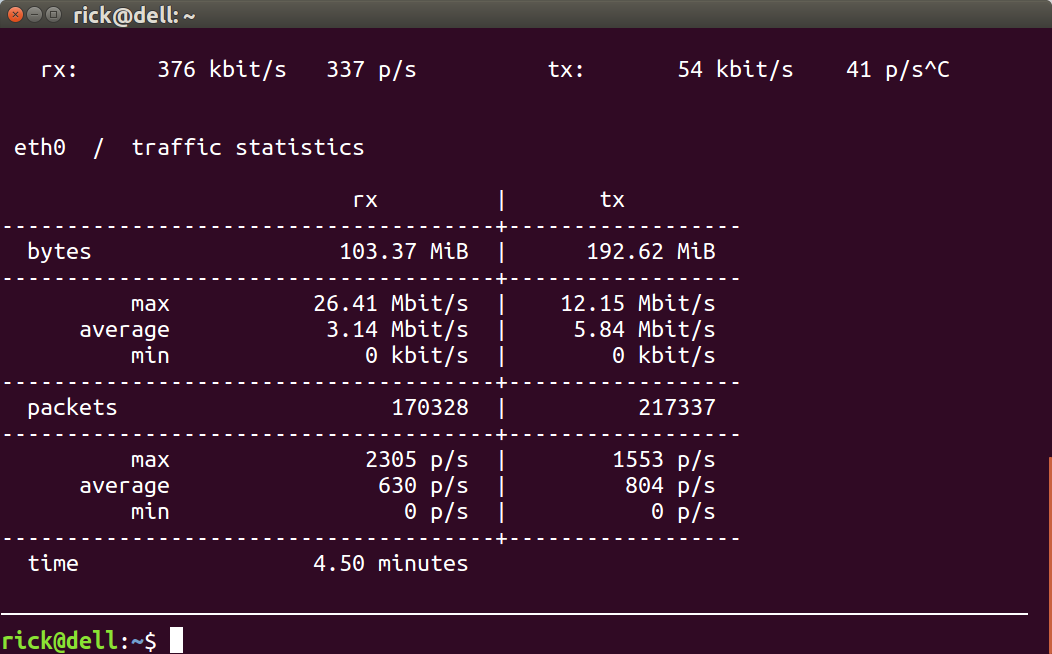 rick@dell: ~
rx:      376 kbit/s   337 p/s          tx:       54 kbit/s    41 p/s^C
eth0  /  traffic statistics
                           rx         |       tx
--------------------------------------+------------------
  bytes                   103.37 MiB  |      192.62 MiB
--------------------------------------+------------------
          max           26.41 Mbit/s  |    12.15 Mbit/s
      average            3.14 Mbit/s  |     5.84 Mbit/s
          min               0 kbit/s  |        0 kbit/s
--------------------------------------+------------------
  packets                     170328  |          217337
--------------------------------------+------------------
          max               2305 p/s  |        1553 p/s
      average                630 p/s  |         804 p/s
          min                  0 p/s  |           0 p/s
--------------------------------------+------------------
  time                  4.50 minutes
rick@dell:~$